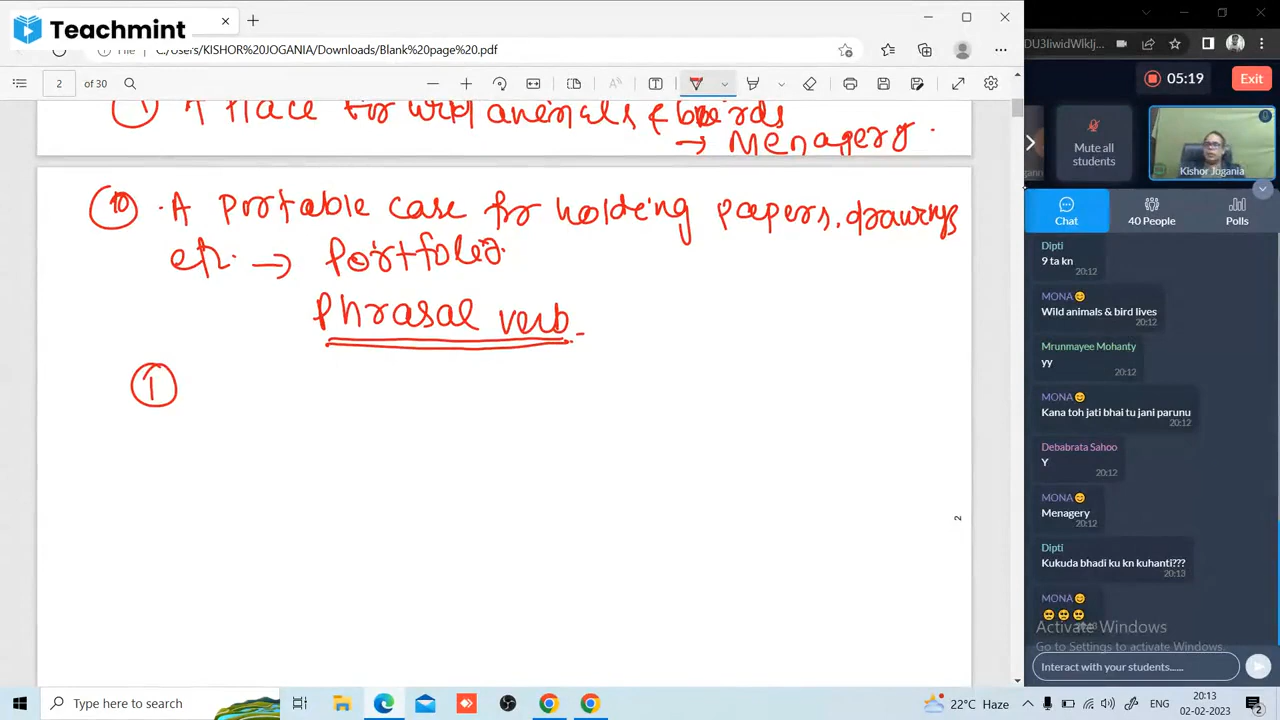 Teachmint
File
C:/Users/KISHOR%20JOGANIA/Downloads/Blank%20page%20.pdf
2
of 30
A Place for wild animals & birds
→ Menagery.
10 . A portable case for holding papers, drawings
etc. → Portfolio.
Phrasal verb.
1
2
DU3IiwidWlkIj...
05:19
Exit
Mute all
students
Kishor Jogania
Chat
40 People
Polls
Dipti
9 ta kn
20:12
MONA😊
Wild animals & bird lives
20:12
Mrunmayee Mohanty
yy
20:12
MONA😊
Kana toh jati bhai tu jani parunu
20:12
Debabrata Sahoo
Y
20:12
MONA😊
Menagery
20:12
Dipti
Kukuda bhadi ku kn kuhanti???
20:13
MONA😊
😒😒😒
Activate Windows
Go to Settings to activate Windows.
Interact with your students......
Type here to search
22°C Haze
ENG
20:13
02-02-2023
2